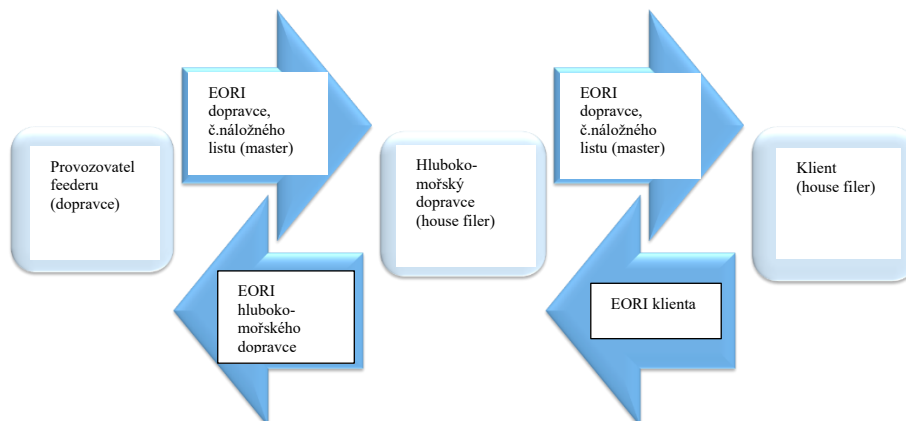 Provozovatel
feederu
(dopravce)
EORI
dopravce,
č.náložného
listu (master)
Hluboko-
mořský
dopravce
(house filer)
EORI
dopravce,
č.náložného
listu (master)
Klient
(house filer)
EORI
hluboko-
mořského
dopravce
EORI klienta